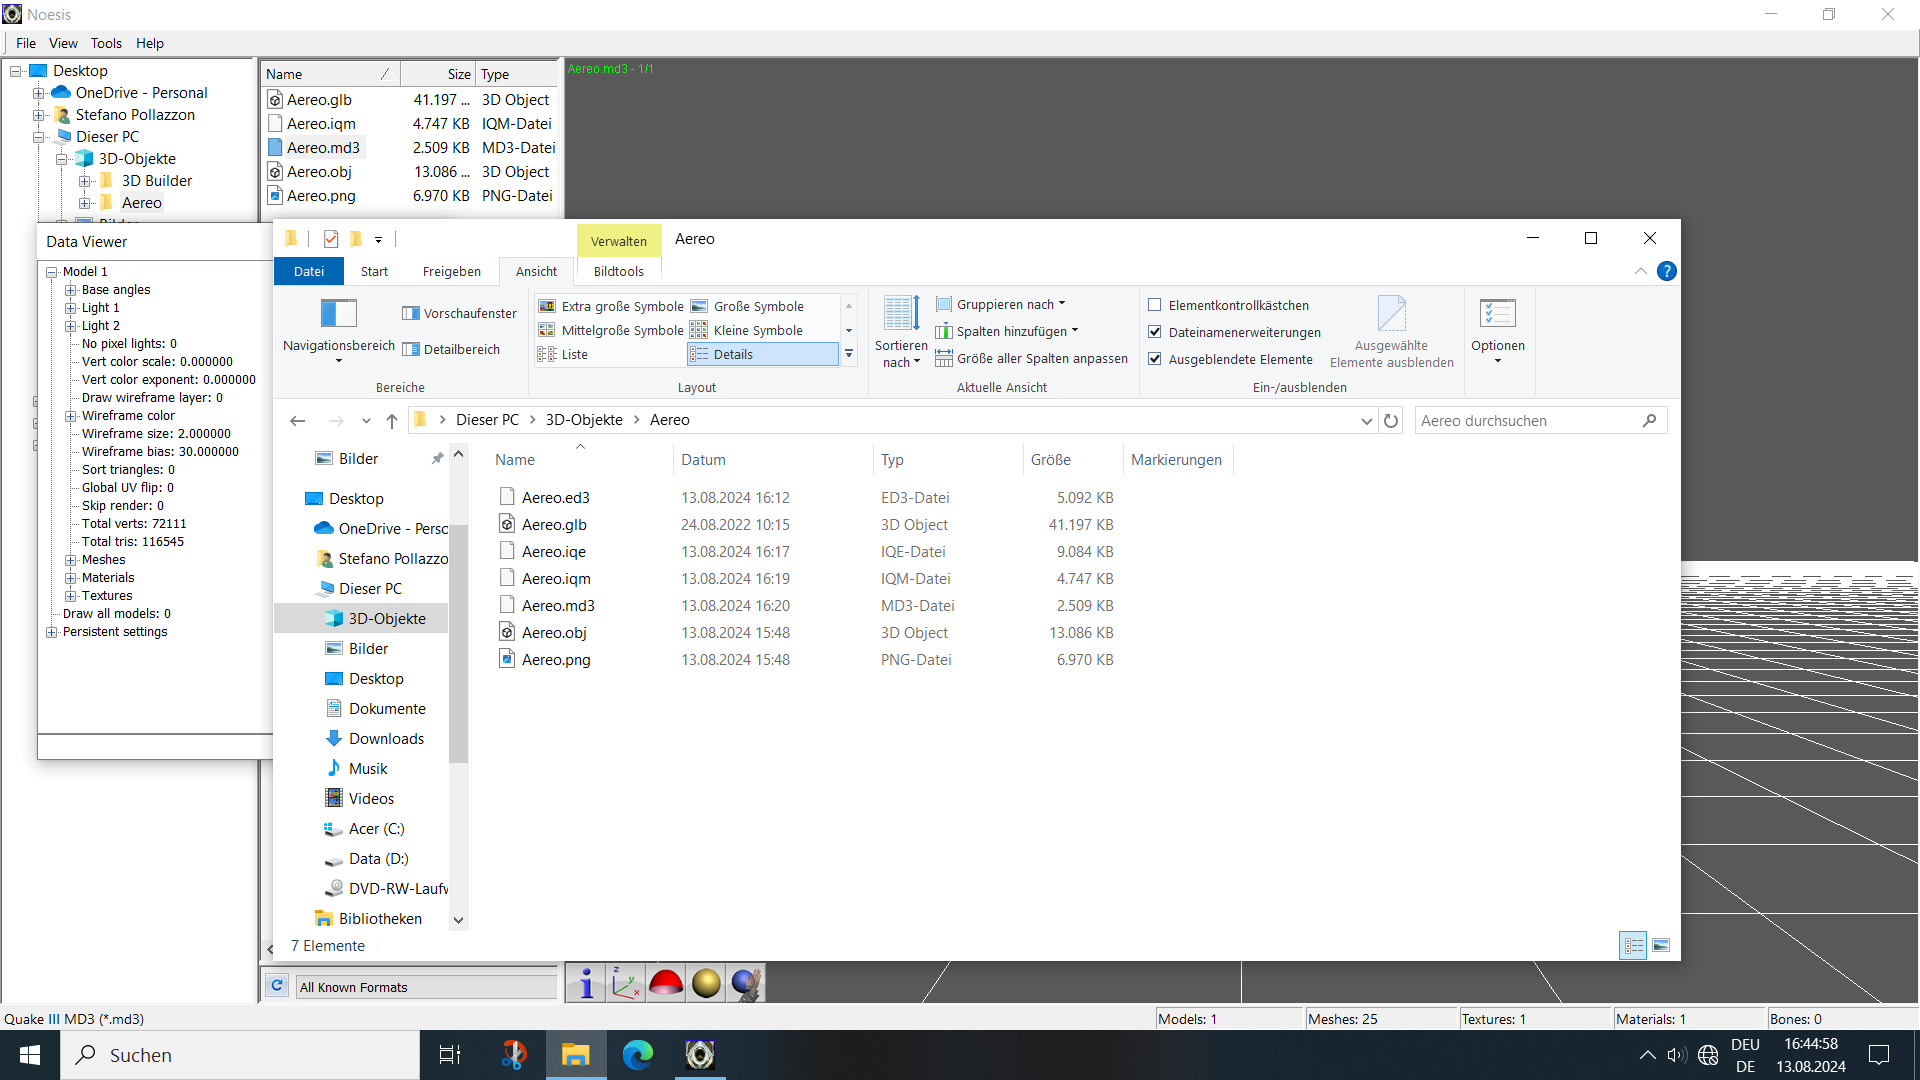 Noesis
File View Tools Help
Desktop
OneDrive - Personal
Stefano Pollazzon
Dieser PC
3D-Objekte
3D Builder
Aereo
Name Size Type
Aereo.glb 41.197 ... 3D Object
Aereo.iqm 4.747 KB IQM-Datei
Aereo.md3 2.509 KB MD3-Datei
Aereo.obj 13.086 ... 3D Object
Aereo.png 6.970 KB PNG-Datei
Aereo.md3 - 1/1
Data Viewer
Model 1
Base angles
Light 1
Light 2
No pixel lights: 0
Vert color scale: 0.000000
Vert color exponent: 0.000000
Draw wireframe layer: 0
Wireframe color
Wireframe size: 2.000000
Wireframe bias: 30.000000
Sort triangles: 0
Global UV flip: 0
Skip render: 0
Total verts: 72111
Total tris: 116545
Meshes
Materials
Textures
Draw all models: 0
Persistent settings
Verwalten Aereo
Datei Start Freigeben Ansicht Bildtools
Navigationsbereich
Vorschaufenster
Detailbereich
Bereiche
Extra große Symbole Große Symbole
Mittelgroße Symbole Kleine Symbole
Liste Details
Layout
Sortieren
nach
Gruppieren nach
Spalten hinzufügen
Größe aller Spalten anpassen
Aktuelle Ansicht
Elementkontrollkästchen
Dateinamenerweiterungen
Ausgeblendete Elemente
Ausgewählte
Elemente ausblenden
Ein-/ausblenden
Optionen
Dieser PC 3D-Objekte Aereo
Aereo durchsuchen
Bilder
Desktop
OneDrive - Perso
Stefano Pollazzo
Dieser PC
3D-Objekte
Bilder
Desktop
Dokumente
Downloads
Musik
Videos
Acer (C:)
Data (D:)
DVD-RW-Laufw
Bibliotheken
Name Datum Typ Größe Markierungen
Aereo.ed3 13.08.2024 16:12 ED3-Datei 5.092 KB
Aereo.glb 24.08.2022 10:15 3D Object 41.197 KB
Aereo.iqe 13.08.2024 16:17 IQE-Datei 9.084 KB
Aereo.iqm 13.08.2024 16:19 IQM-Datei 4.747 KB
Aereo.md3 13.08.2024 16:20 MD3-Datei 2.509 KB
Aereo.obj 13.08.2024 15:48 3D Object 13.086 KB
Aereo.png 13.08.2024 15:48 PNG-Datei 6.970 KB
7 Elemente
All Known Formats
Quake III MD3 (*.md3)
Models: 1 Meshes: 25 Textures: 1 Materials: 1 Bones: 0
Suchen
DEU
DE
16:44:58
13.08.2024